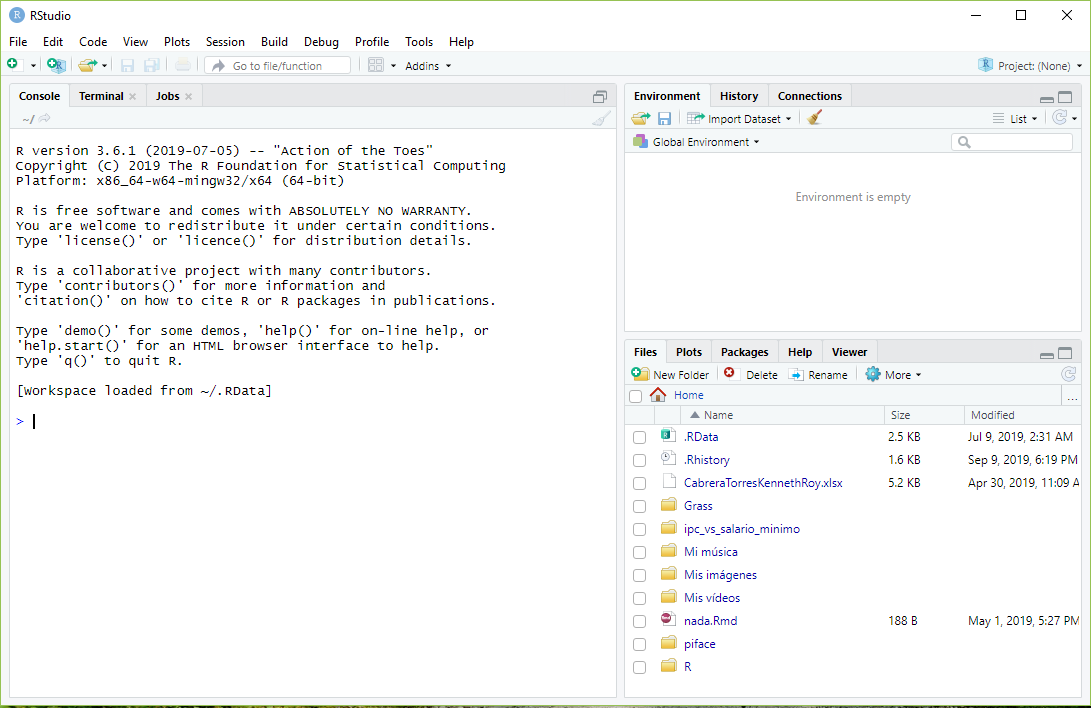 RStudio
File Edit Code View Plots Session Build Debug Profile Tools Help
Go to file/function Addins Project: (None)
Console Terminal Jobs
~/
R version 3.6.1 (2019-07-05) -- "Action of the Toes"
Copyright (C) 2019 The R Foundation for Statistical Computing
Platform: x86_64-w64-mingw32/x64 (64-bit)
R is free software and comes with ABSOLUTELY NO WARRANTY.
You are welcome to redistribute it under certain conditions.
Type 'license()' or 'licence()' for distribution details.
R is a collaborative project with many contributors.
Type 'contributors()' for more information and
'citation()' on how to cite R or R packages in publications.
Type 'demo()' for some demos, 'help()' for on-line help, or
'help.start()' for an HTML browser interface to help.
Type 'q()' to quit R.
[Workspace loaded from ~/.RData]
>
Environment History Connections
Import Dataset List
Global Environment
Environment is empty
Files Plots Packages Help Viewer
New Folder Delete Rename More
Home ...
Name Size Modified
.RData 2.5 KB Jul 9, 2019, 2:31 AM
.Rhistory 1.6 KB Sep 9, 2019, 6:19 PM
CabreraTorresKennethRoy.xlsx 5.2 KB Apr 30, 2019, 11:09 A
Grass
ipc_vs_salario_minimo
Mi música
Mis imágenes
Mis vídeos
nada.Rmd 188 B May 1, 2019, 5:27 PM
piface
R